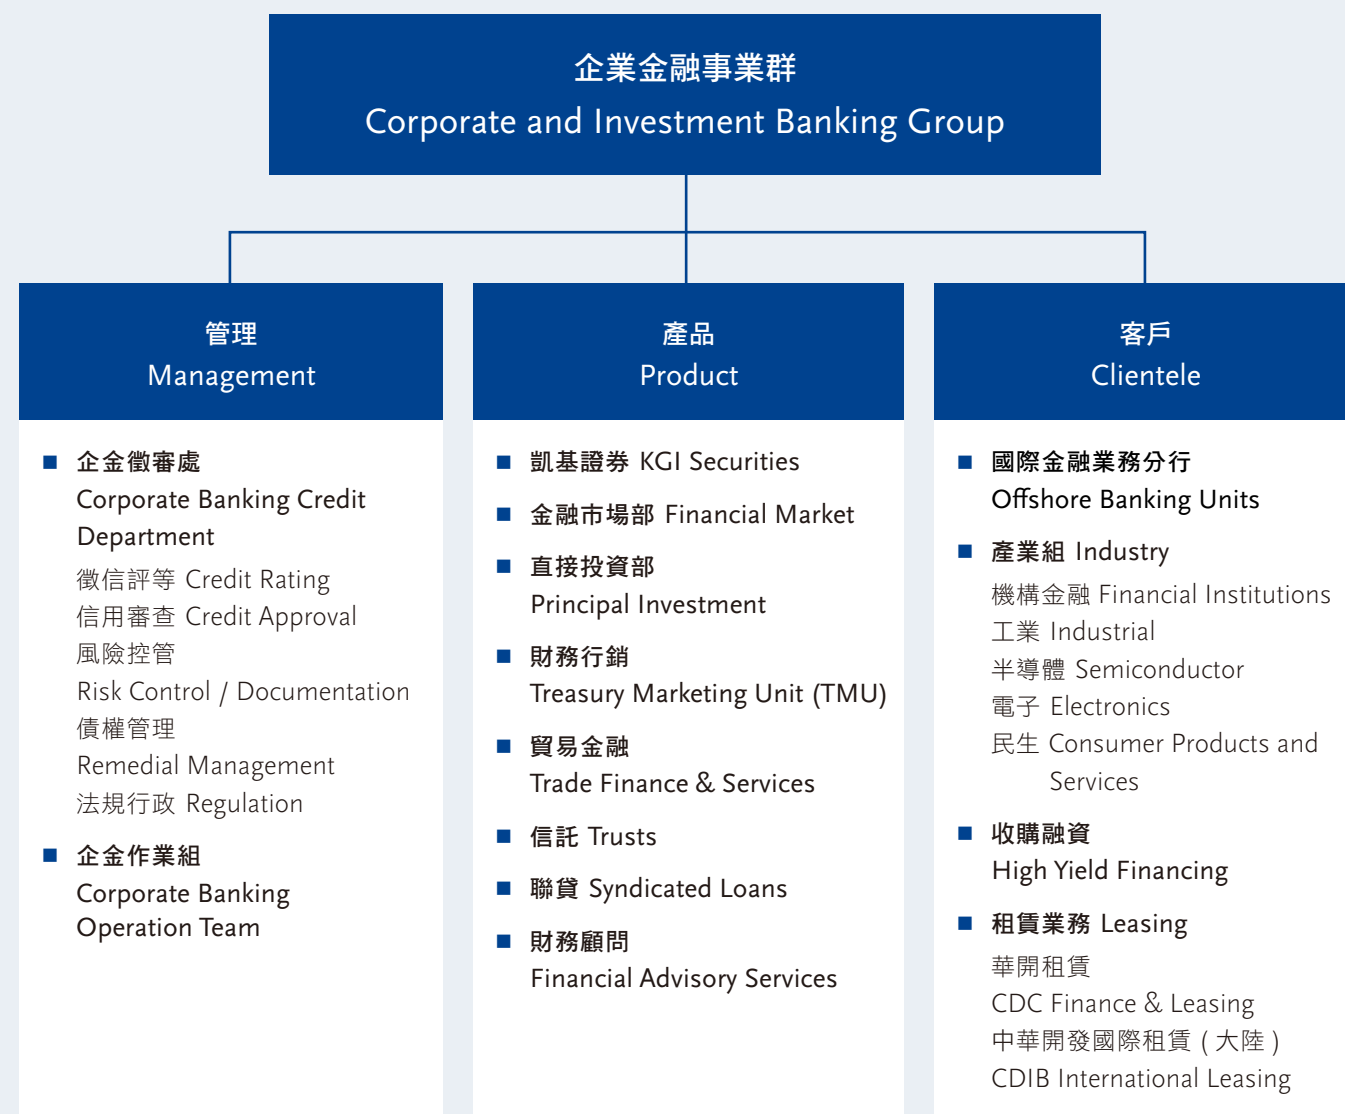 企業金融事業群
Corporate and Investment Banking Group
管理
Management
企金徵審處
Corporate Banking Credit
Department
徵信評等 Credit Rating
信用審查 Credit Approval
風險控管
Risk Control / Documentation
債權管理
Remedial Management
法規行政 Regulation
企金作業組
Corporate Banking
Operation Team
產品
Product
凱基證券 KGI Securities
金融市場部 Financial Market
直接投資部
Principal Investment
財務行銷
Treasury Marketing Unit (TMU)
貿易金融
Trade Finance & Services
信託 Trusts
聯貸 Syndicated Loans
財務顧問
Financial Advisory Services
客戶
Clientele
國際金融業務分行
Offshore Banking Units
產業組 Industry
機構金融 Financial Institutions
工業 Industrial
半導體 Semiconductor
電子 Electronics
民生 Consumer Products and
Services
收購融資
High Yield Financing
租賃業務 Leasing
華開租賃
CDC Finance & Leasing
中華開發國際租賃 ( 大陸 )
CDIB International Leasing